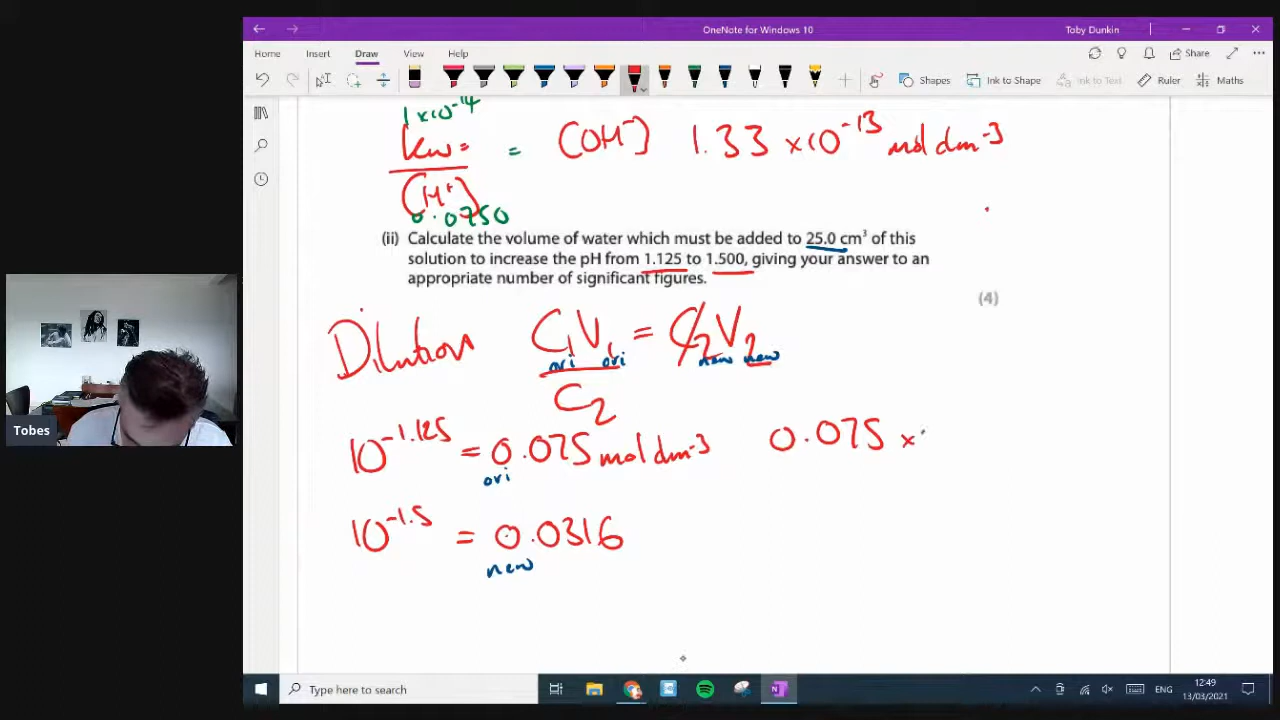 OneNote for Windows 10
Toby Dunkin
Home Insert Draw View Help
Share
Shapes Ink to Shape Ink to Text Ruler Maths
1 x 10-14
kw = = (OH-) 1.33 x 10-13 mol dm-3
(H+)
0.0750
(ii) Calculate the volume of water which must be added to 25.0 cm³ of this
solution to increase the pH from 1.125 to 1.500, giving your answer to an
appropriate number of significant figures.
(4)
Dilution C1V1 = C2V2
ori ori new new
C2
10-1.125 = 0.075 mol dm-3 0.075 x
ori
10-1.5 = 0.0316
new
Tobes
Type here to search
ENG
12:49
13/03/2021